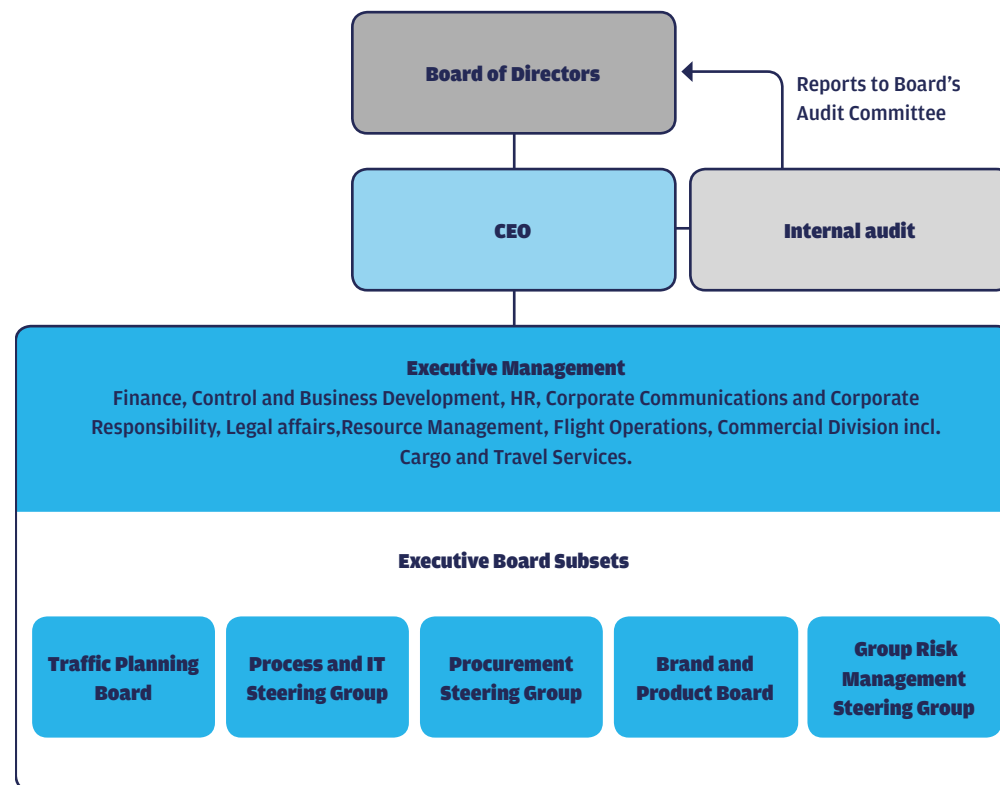 Board of Directors
Reports to Board’s
Audit Committee
CEO
Internal audit
Executive Management
Finance, Control and Business Development, HR, Corporate Communications and Corporate
Responsibility, Legal affairs,Resource Management, Flight Operations, Commercial Division incl.
Cargo and Travel Services.
Executive Board Subsets
Traffic Planning
Board
Process and IT
Steering Group
Procurement
Steering Group
Brand and
Product Board
Group Risk
Management
Steering Group